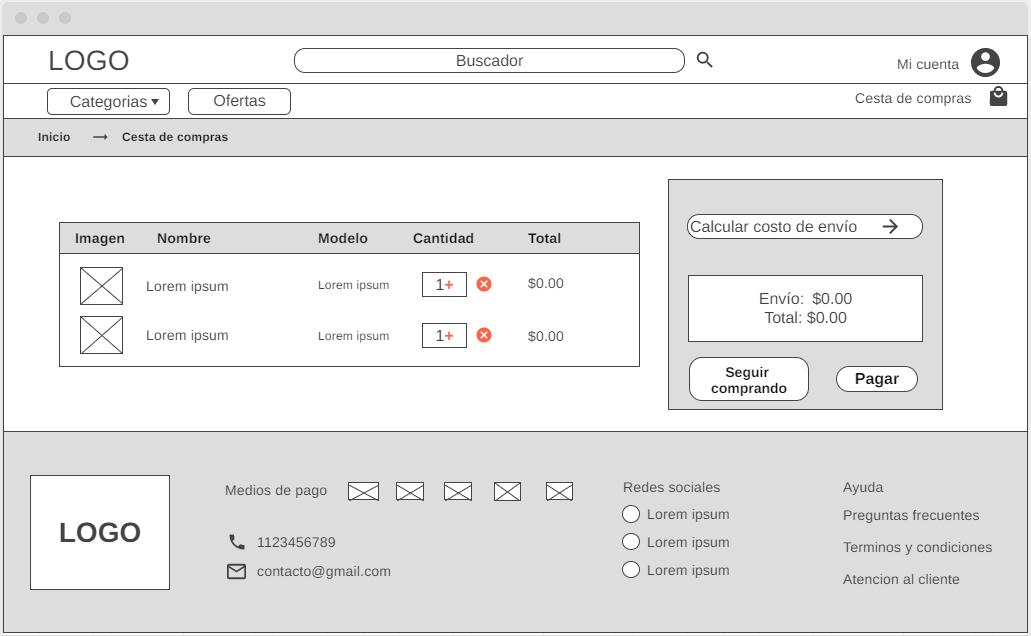 LOGO
Buscador
Mi cuenta
Categorias
Ofertas
Cesta de compras
Inicio → Cesta de compras
Calcular costo de envío →
Imagen Nombre Modelo Cantidad Total
Lorem ipsum Lorem ipsum 1+ $0.00
Lorem ipsum Lorem ipsum 1+ $0.00
Envío: $0.00
Total: $0.00
Seguir
comprando
Pagar
LOGO
Medios de pago
1123456789
contacto@gmail.com
Redes sociales
Lorem ipsum
Lorem ipsum
Lorem ipsum
Ayuda
Preguntas frecuentes
Terminos y condiciones
Atencion al cliente